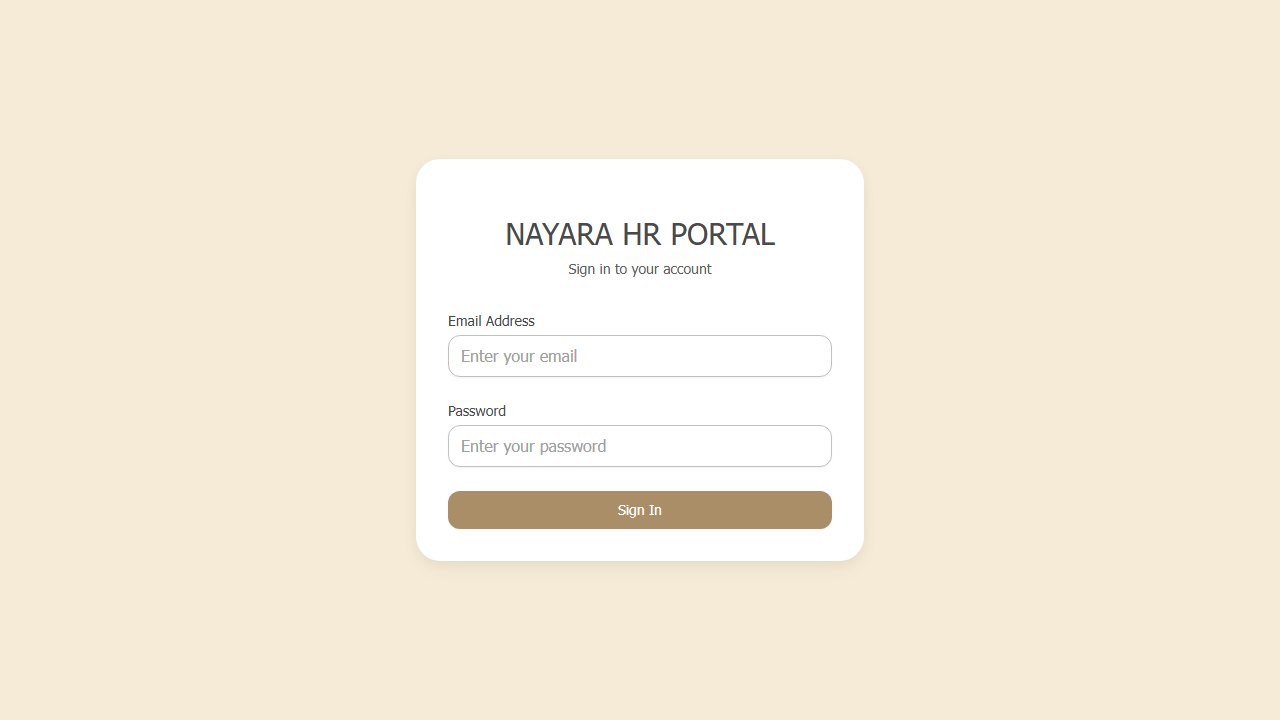 NAYARA HR PORTAL
Sign in to your account
Email Address
Enter your email
Password
Enter your password
Sign In